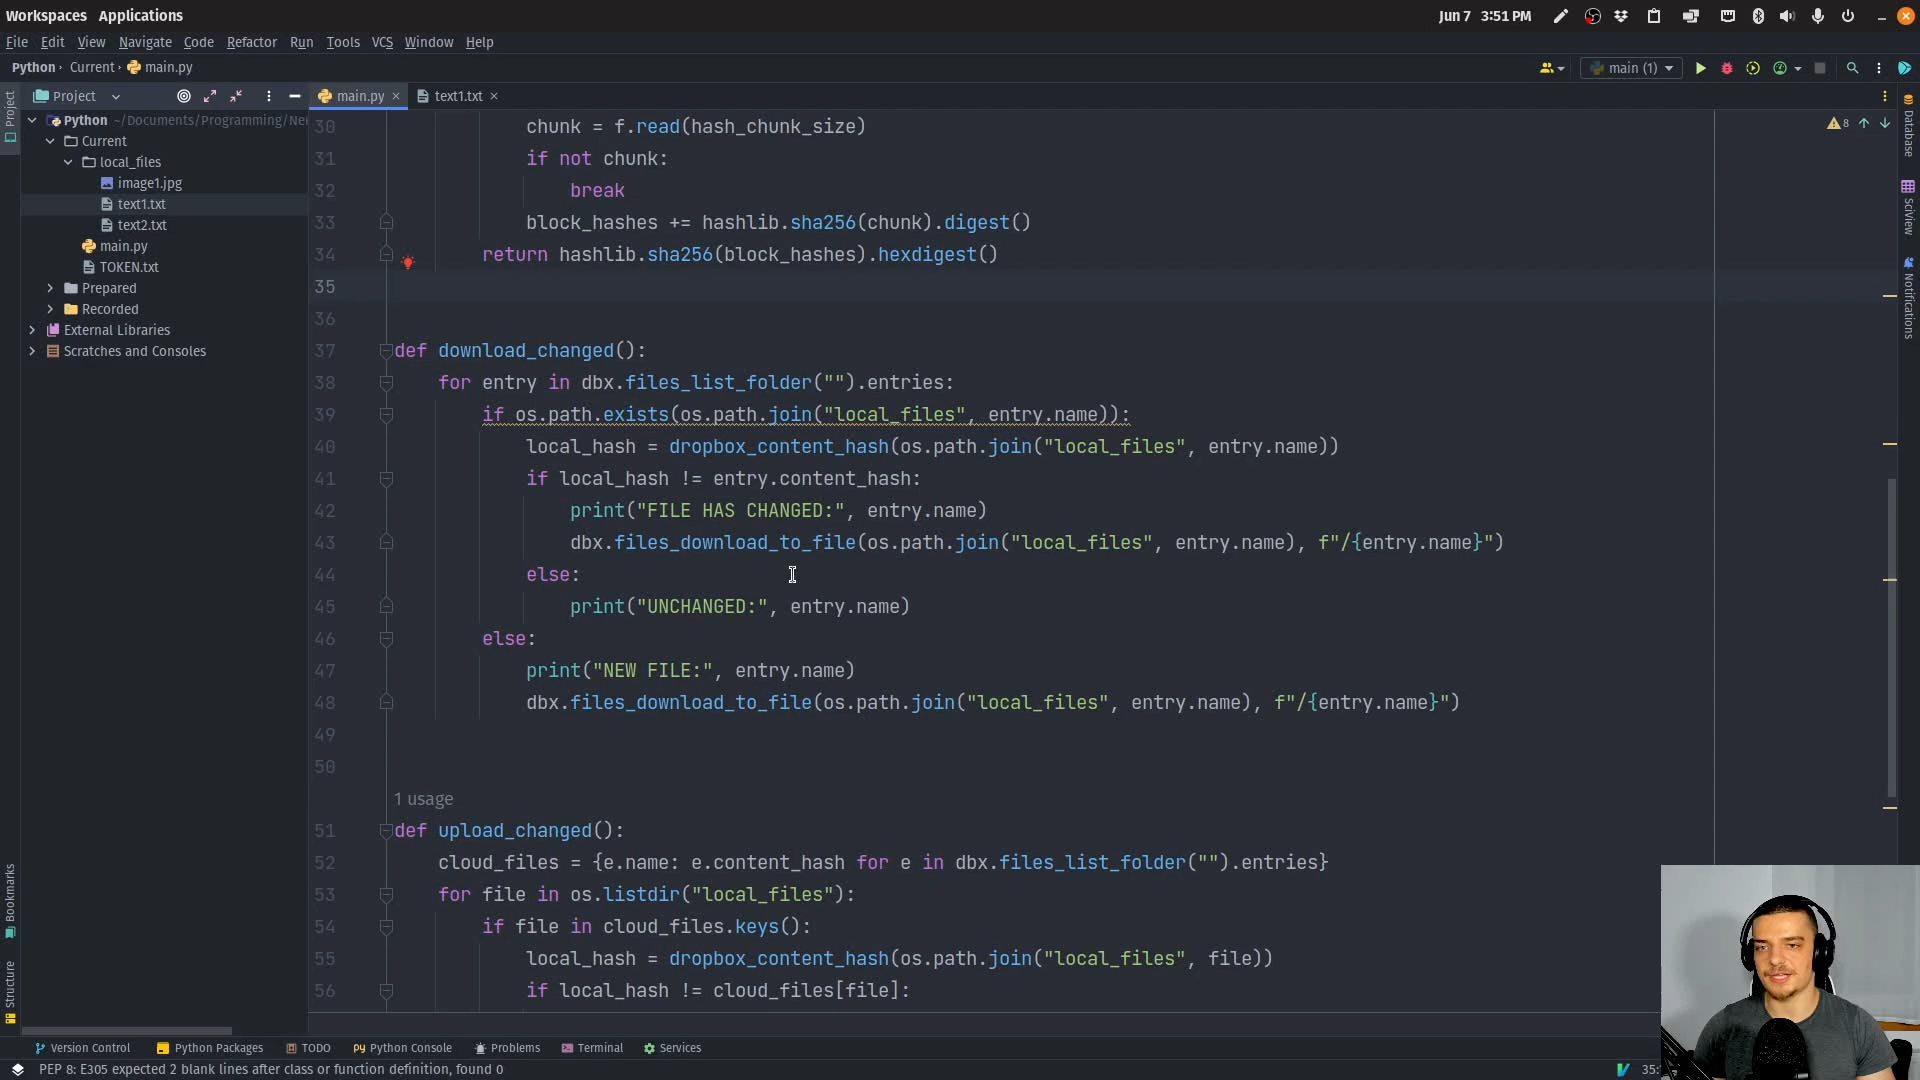 Workspaces Applications
Jun 7 3:51 PM
File Edit View Navigate Code Refactor Run Tools VCS Window Help
Python Current main.py
main (1)
Project
main.py
text1.txt
Python ~/Documents/Programming/Ne
Current
local_files
image1.jpg
text1.txt
text2.txt
main.py
TOKEN.txt
Prepared
Recorded
External Libraries
Scratches and Consoles
Project
Bookmarks
Structure
30 chunk = f.read(hash_chunk_size)
31 if not chunk:
32 break
33 block_hashes += hashlib.sha256(chunk).digest()
34 return hashlib.sha256(block_hashes).hexdigest()
35
36
37 def download_changed():
38 for entry in dbx.files_list_folder("").entries:
39 if os.path.exists(os.path.join("local_files", entry.name)):
40 local_hash = dropbox_content_hash(os.path.join("local_files", entry.name))
41 if local_hash != entry.content_hash:
42 print("FILE HAS CHANGED:", entry.name)
43 dbx.files_download_to_file(os.path.join("local_files", entry.name), f"/{entry.name}")
44 else:
45 print("UNCHANGED:", entry.name)
46 else:
47 print("NEW FILE:", entry.name)
48 dbx.files_download_to_file(os.path.join("local_files", entry.name), f"/{entry.name}")
49
50
1 usage
51 def upload_changed():
52 cloud_files = {e.name: e.content_hash for e in dbx.files_list_folder("").entries}
53 for file in os.listdir("local_files"):
54 if file in cloud_files.keys():
55 local_hash = dropbox_content_hash(os.path.join("local_files", file))
56 if local_hash != cloud_files[file]:
8
Database
SciView
Notifications
Version Control Python Packages TODO Python Console Problems Terminal Services
PEP 8: E305 expected 2 blank lines after class or function definition, found 0
35: